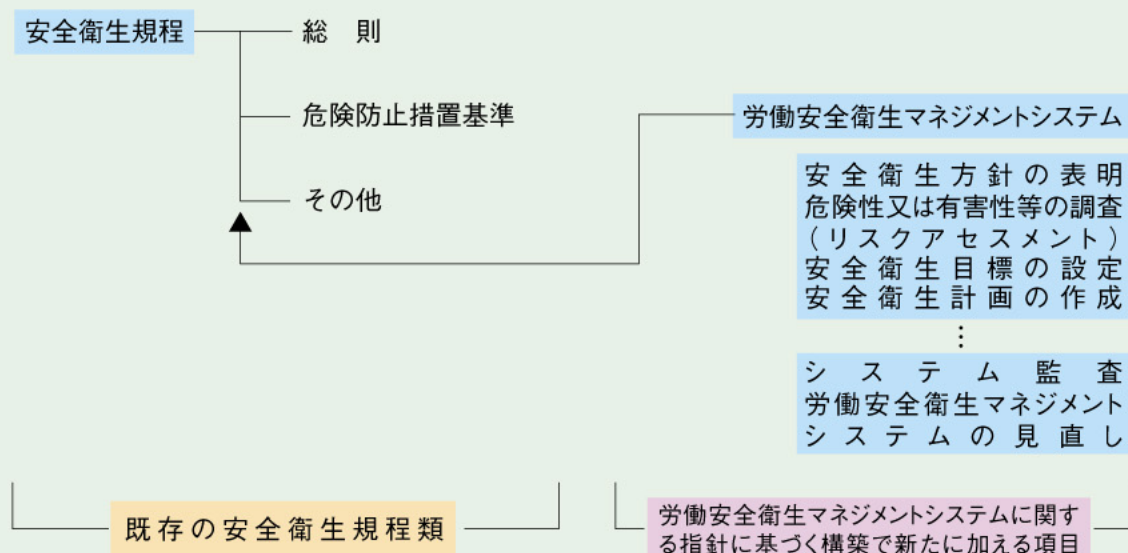 安全衛生規程
総則
危険防止措置基準
その他
労働安全衛生マネジメントシステム
安全衛生方針の表明
危険性又は有害性等の調査
(リスクアセスメント)
安全衛生目標の設定
安全衛生計画の作成
⋮
システム監査
労働安全衛生マネジメント
システムの見直し
既存の安全衛生規程類
労働安全衛生マネジメントシステムに関す
る指針に基づく構築で新たに加える項目